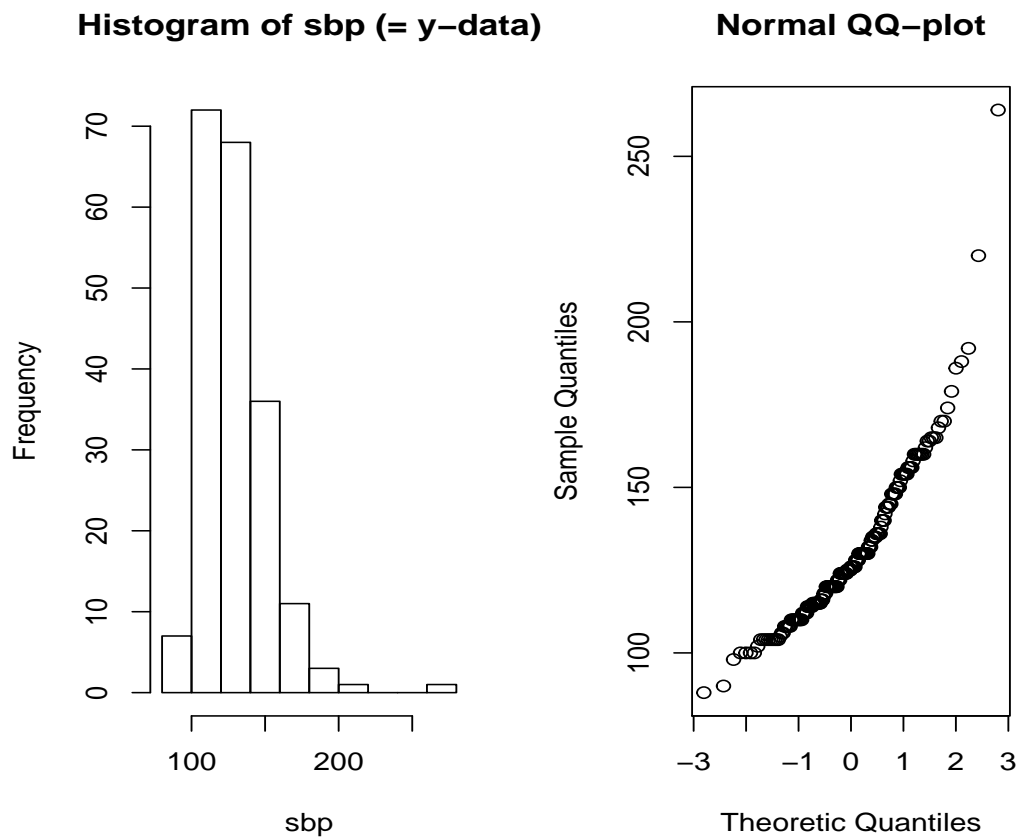 Histogram of sbp (= y−data)
Frequency
70
60
50
40
30
20
10
0
100 200
sbp
Normal QQ−plot
Sample Quantiles
250
200
150
100
−3 −1 0 1 2 3
Theoretic Quantiles